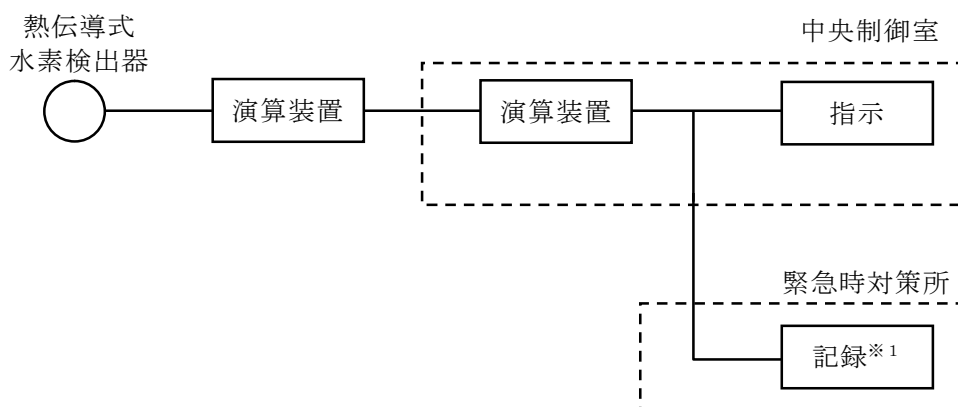 熱伝導式
水素検出器
中央制御室
演算装置
演算装置
指示
緊急時対策所
記録※1